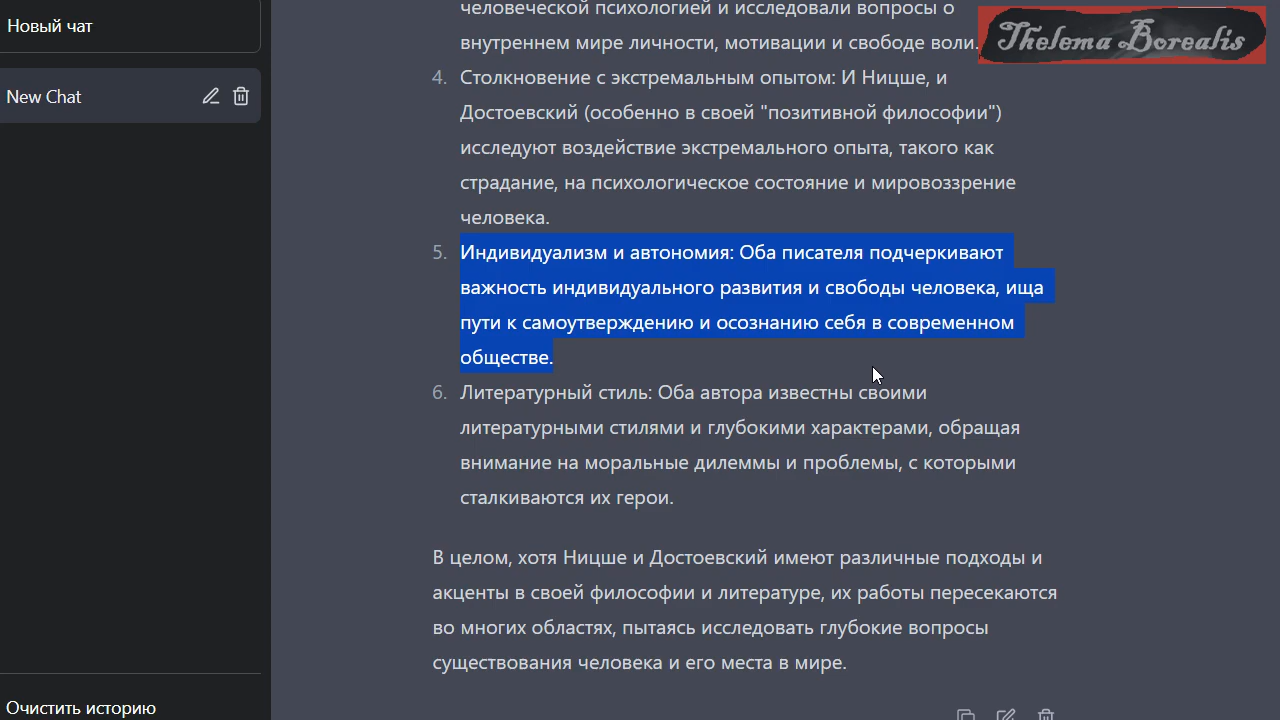 Новый чат
New Chat
Очистить историю
Thelema Borealis
человеческой психологией и исследовали вопросы о
внутреннем мире личности, мотивации и свободе воли.
4. Столкновение с экстремальным опытом: И Ницше, и
Достоевский (особенно в своей "позитивной философии")
исследуют воздействие экстремального опыта, такого как
страдание, на психологическое состояние и мировоззрение
человека.
5. Индивидуализм и автономия: Оба писателя подчеркивают
важность индивидуального развития и свободы человека, ища
пути к самоутверждению и осознанию себя в современном
обществе.
6. Литературный стиль: Оба автора известны своими
литературными стилями и глубокими характерами, обращая
внимание на моральные дилеммы и проблемы, с которыми
сталкиваются их герои.
В целом, хотя Ницше и Достоевский имеют различные подходы и
акценты в своей философии и литературе, их работы пересекаются
во многих областях, пытаясь исследовать глубокие вопросы
существования человека и его места в мире.